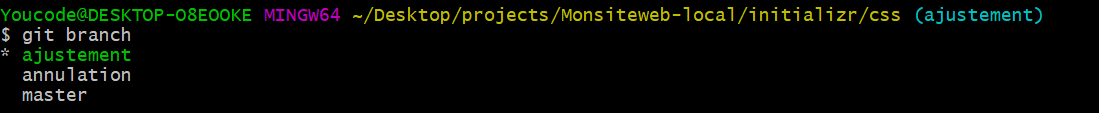 Youcode@DESKTOP-O8EOOKE MINGW64 ~/Desktop/projects/Monsiteweb-local/initializr/css (ajustement)
$ git branch
* ajustement
  annulation
  master